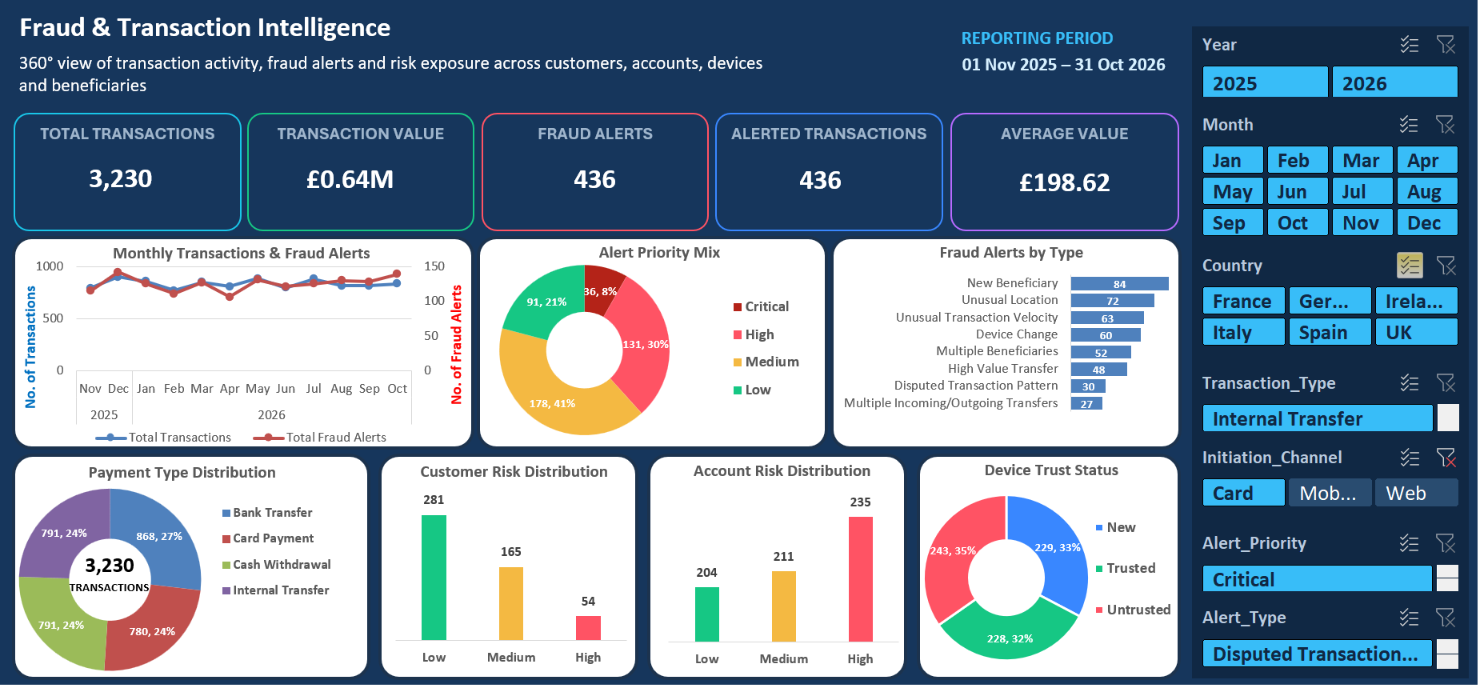 Fraud & Transaction Intelligence
360° view of transaction activity, fraud alerts and risk exposure across customers, accounts, devices
and beneficiaries
REPORTING PERIOD
01 Nov 2025 – 31 Oct 2026
TOTAL TRANSACTIONS
3,230
TRANSACTION VALUE
£0.64M
FRAUD ALERTS
436
ALERTED TRANSACTIONS
436
AVERAGE VALUE
£198.62
Monthly Transactions & Fraud Alerts
No. of Transactions
1000
500
0
150
100
50
0
No. of Fraud Alerts
Nov Dec Jan Feb Mar Apr May Jun Jul Aug Sep Oct
2025 2026
Total Transactions Total Fraud Alerts
Alert Priority Mix
36, 8%
131, 30%
178, 41%
91, 21%
Critical
High
Medium
Low
Fraud Alerts by Type
New Beneficiary 84
Unusual Location 72
Unusual Transaction Velocity 63
Device Change 60
Multiple Beneficiaries 52
High Value Transfer 48
Disputed Transaction Pattern 30
Multiple Incoming/Outgoing Transfers 27
Payment Type Distribution
868, 27%
780, 24%
791, 24%
791, 24%
3,230
TRANSACTIONS
Bank Transfer
Card Payment
Cash Withdrawal
Internal Transfer
Customer Risk Distribution
281
165
54
Low Medium High
Account Risk Distribution
204
211
235
Low Medium High
Device Trust Status
229, 33%
228, 32%
243, 35%
New
Trusted
Untrusted
Year
2025 2026
Month
Jan Feb Mar Apr
May Jun Jul Aug
Sep Oct Nov Dec
Country
France Ger... Irela...
Italy Spain UK
Transaction_Type
Internal Transfer
Initiation_Channel
Card Mob... Web
Alert_Priority
Critical
Alert_Type
Disputed Transaction...